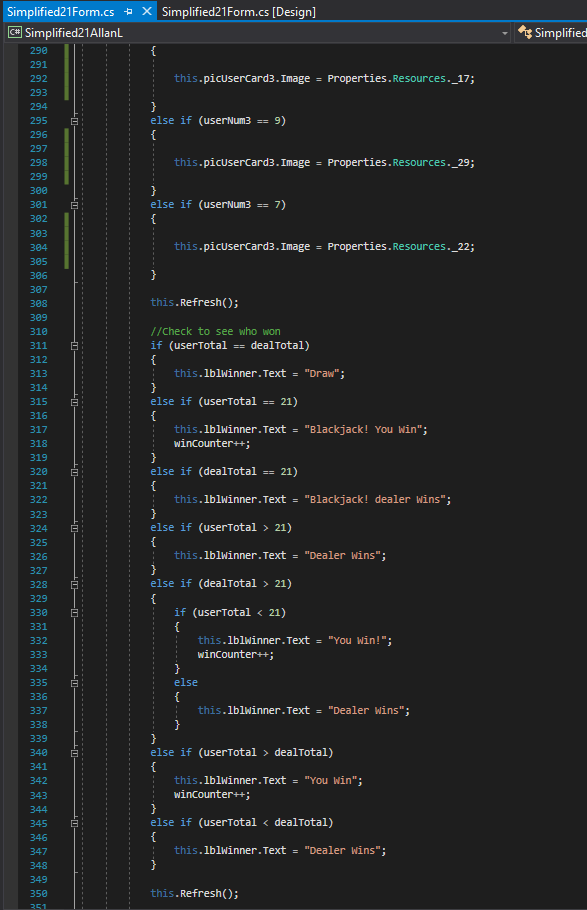 Simplified21Form.cs Simplified21Form.cs [Design]
C# Simplified21AllanL Simplified
290 {
291
292 this.picUserCard3.Image = Properties.Resources._17;
293
294 }
295 else if (userNum3 == 9)
296 {
297
298 this.picUserCard3.Image = Properties.Resources._29;
299
300 }
301 else if (userNum3 == 7)
302 {
303
304 this.picUserCard3.Image = Properties.Resources._22;
305
306 }
307
308 this.Refresh();
309
310 //Check to see who won
311 if (userTotal == dealTotal)
312 {
313 this.lblWinner.Text = "Draw";
314 }
315 else if (userTotal == 21)
316 {
317 this.lblWinner.Text = "Blackjack! You Win";
318 winCounter++;
319 }
320 else if (dealTotal == 21)
321 {
322 this.lblWinner.Text = "Blackjack! dealer Wins";
323 }
324 else if (userTotal > 21)
325 {
326 this.lblWinner.Text = "Dealer Wins";
327 }
328 else if (dealTotal > 21)
329 {
330 if (userTotal < 21)
331 {
332 this.lblWinner.Text = "You Win!";
333 winCounter++;
334 }
335 else
336 {
337 this.lblWinner.Text = "Dealer Wins";
338 }
339 }
340 else if (userTotal > dealTotal)
341 {
342 this.lblWinner.Text = "You Win";
343 winCounter++;
344 }
345 else if (userTotal < dealTotal)
346 {
347 this.lblWinner.Text = "Dealer Wins";
348 }
349
350 this.Refresh();
351